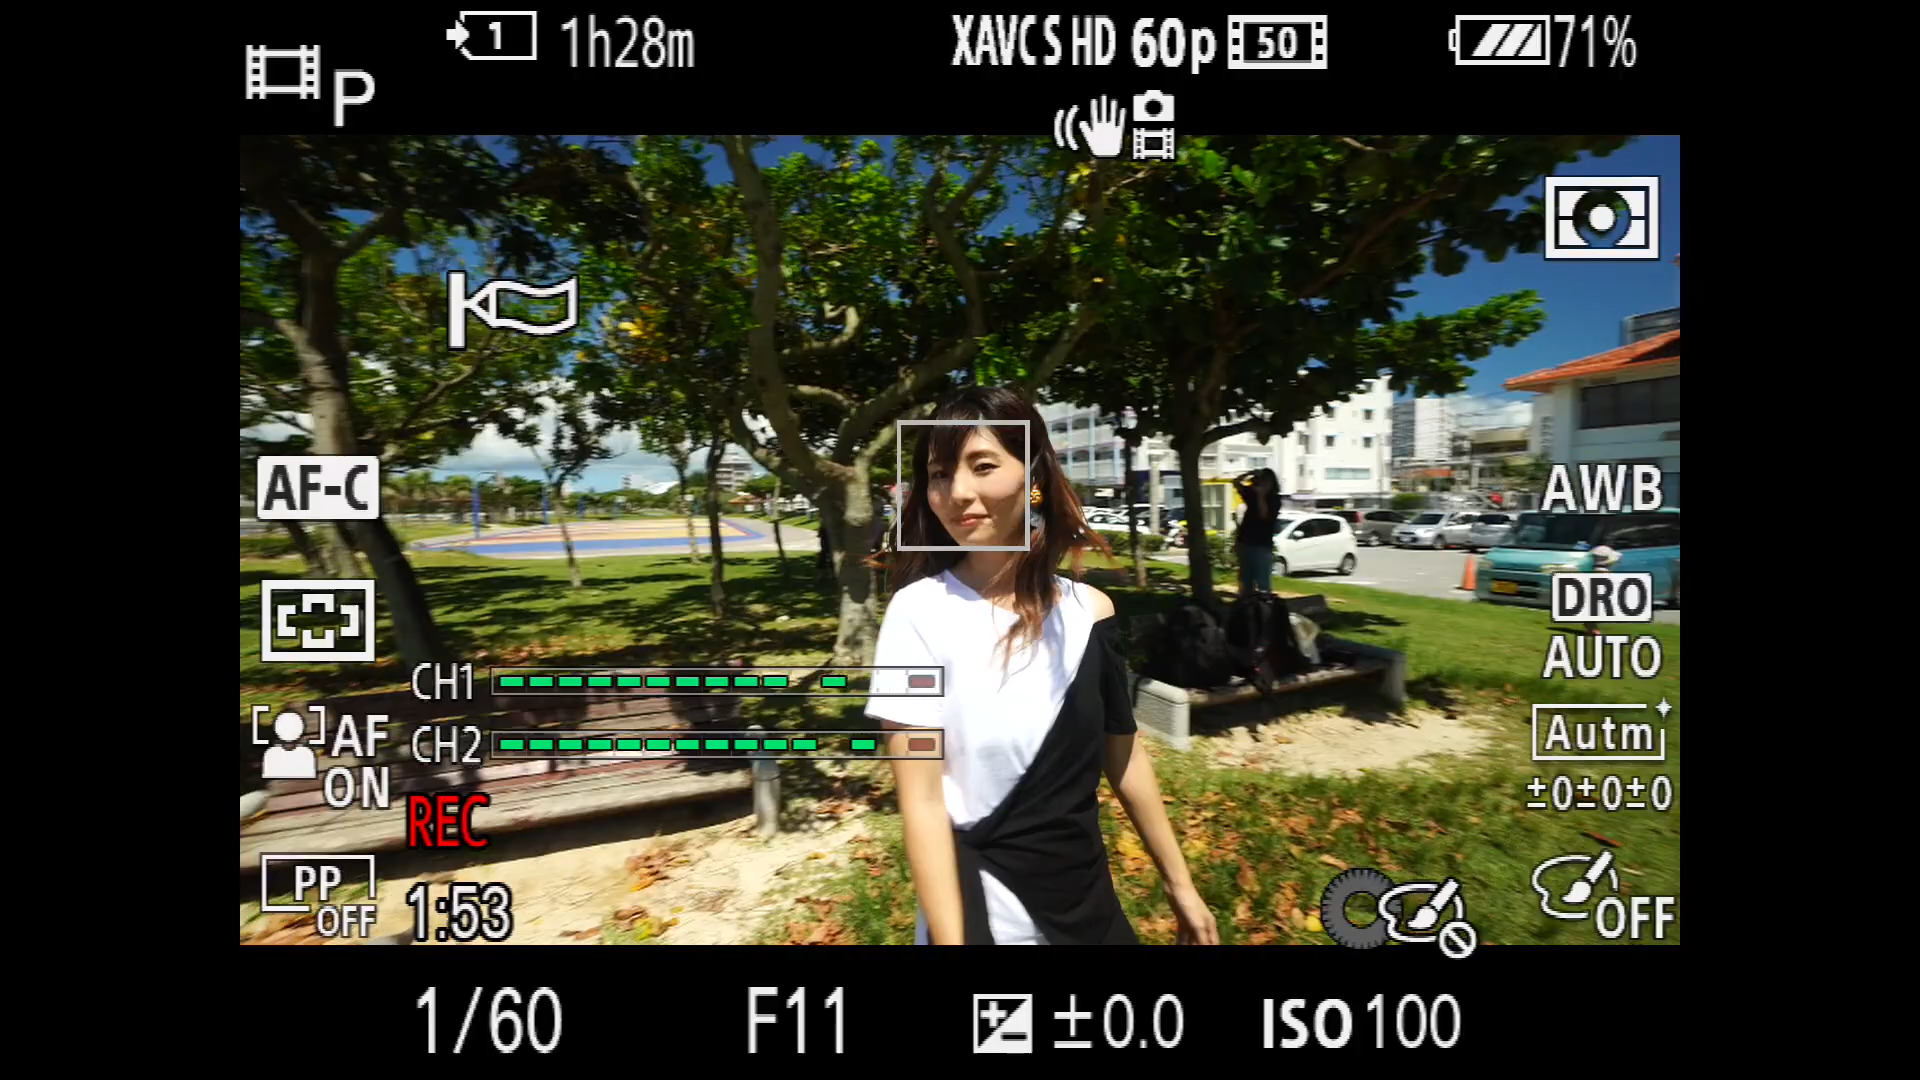 P
1 1h28m
XAVC S HD 60p 50
71%
AF-C
AWB
DRO
AUTO
CH1
CH2
AF
ON
Autm
±0±0±0
REC
PP
OFF
1:53
OFF
1/60
F11
±0.0
ISO 100